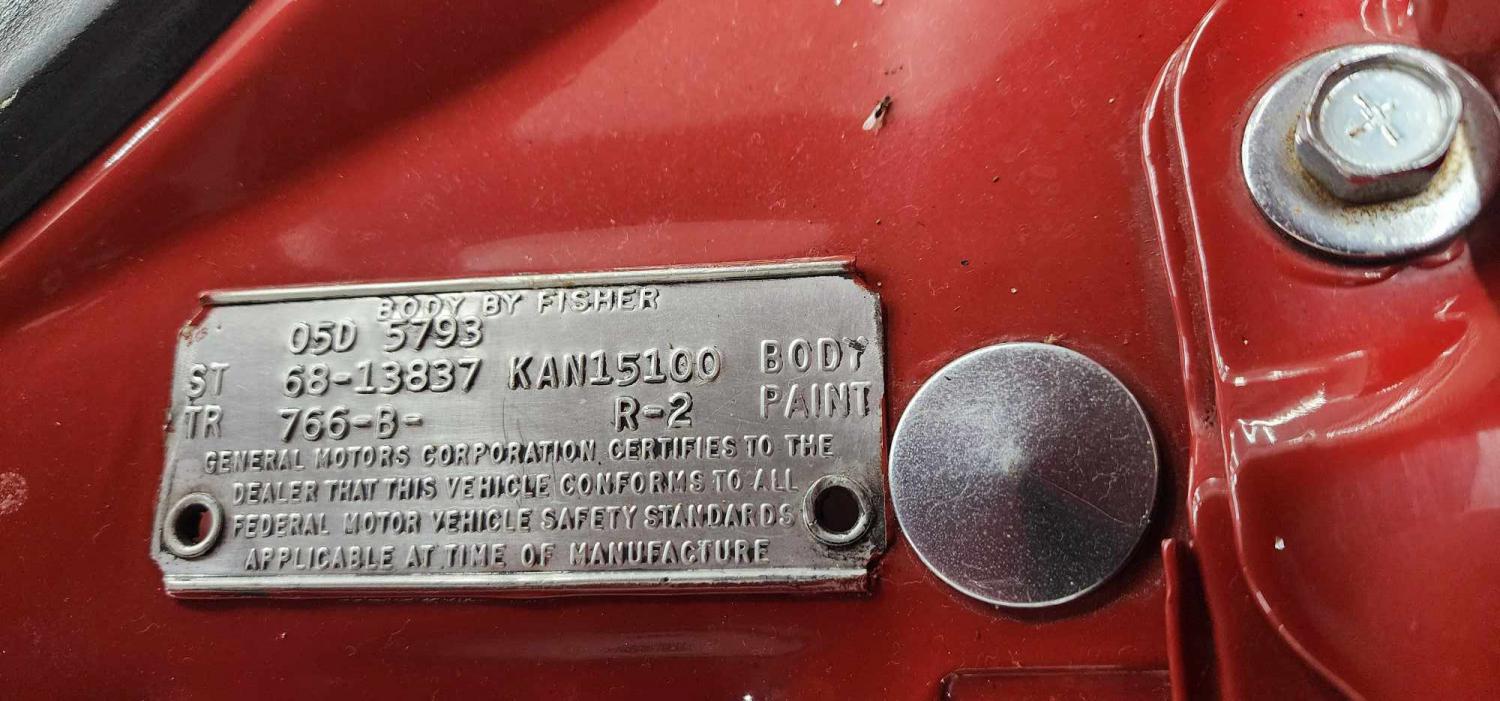 BODY BY FISHER
05D 5793
ST 68-13837 KAN15100 BODY
TR 766-B- R-2 PAINT
GENERAL MOTORS CORPORATION CERTIFIES TO THE
DEALER THAT THIS VEHICLE CONFORMS TO ALL
FEDERAL MOTOR VEHICLE SAFETY STANDARDS
APPLICABLE AT TIME OF MANUFACTURE